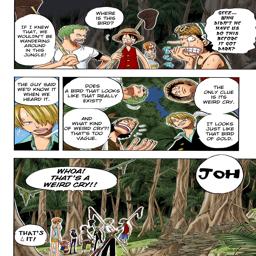 IF I KNEW
THAT, WE
WOULDN'T BE
WANDERING
AROUND
THE
JUNGLE!
WHERE
IS THIS
BIRD?
GEEZ...
WHY
DIDN'T HE
HAVE US
DO THIS
BEFORE
IT GOT
DARK?
THE GUY SAID
WE'D KNOW IT
WHEN WE
HEARD IT.
DOES
A BIRD THAT
LOOKS LIKE
THAT REALLY
EXIST?
AND
WHAT
KIND OF
WEIRD CRY?!
THAT'S TOO
VAGUE.
THE
ONLY CLUE
IS ITS
WEIRD CRY.
IT LOOKS
JUST LIKE
THAT BIRD
OF GOLD.
WHOA!
THAT'S A
WEIRD CRY!!
JOH
THAT'S
IT!